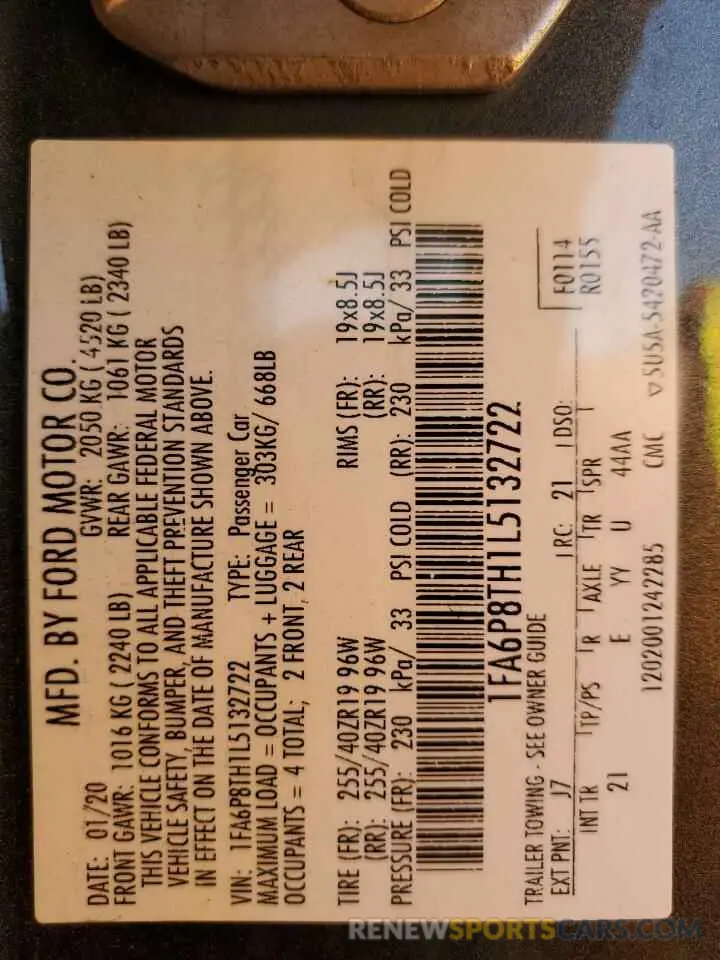 MFD. BY FORD MOTOR CO.
DATE: 01/20 GVWR: 2050 KG ( 4520 LB)
FRONT GAWR: 1016 KG ( 2240 LB) REAR GAWR: 1061 KG ( 2340 LB)
THIS VEHICLE CONFORMS TO ALL APPLICABLE FEDERAL MOTOR
VEHICLE SAFETY, BUMPER, AND THEFT PREVENTION STANDARDS
IN EFFECT ON THE DATE OF MANUFACTURE SHOWN ABOVE.
VIN: 1FA6P8TH1L5132722 TYPE: Passenger Car
MAXIMUM LOAD = OCCUPANTS + LUGGAGE = 303KG/ 668LB
OCCUPANTS = 4 TOTAL; 2 FRONT, 2 REAR
TIRE (FR): 255/40ZR19 96W RIMS (FR): 19x8.5J
(RR): 255/40ZR19 96W (RR): 19x8.5J
PRESSURE (FR): 230 kPa/ 33 PSI COLD (RR): 230 kPa/ 33 PSI COLD
1FA6P8TH1L5132722
TRAILER TOWING - SEE OWNER GUIDE
F0114
R0155
EXT PNT: J7 RC: 21 DSO:
INT TR TP/PS R AXLE TR SPR
21 E YY U 44AA
1202001242285 CMC ▽5U5A-5420472-AA
RENEWSPORTSCARS.COM